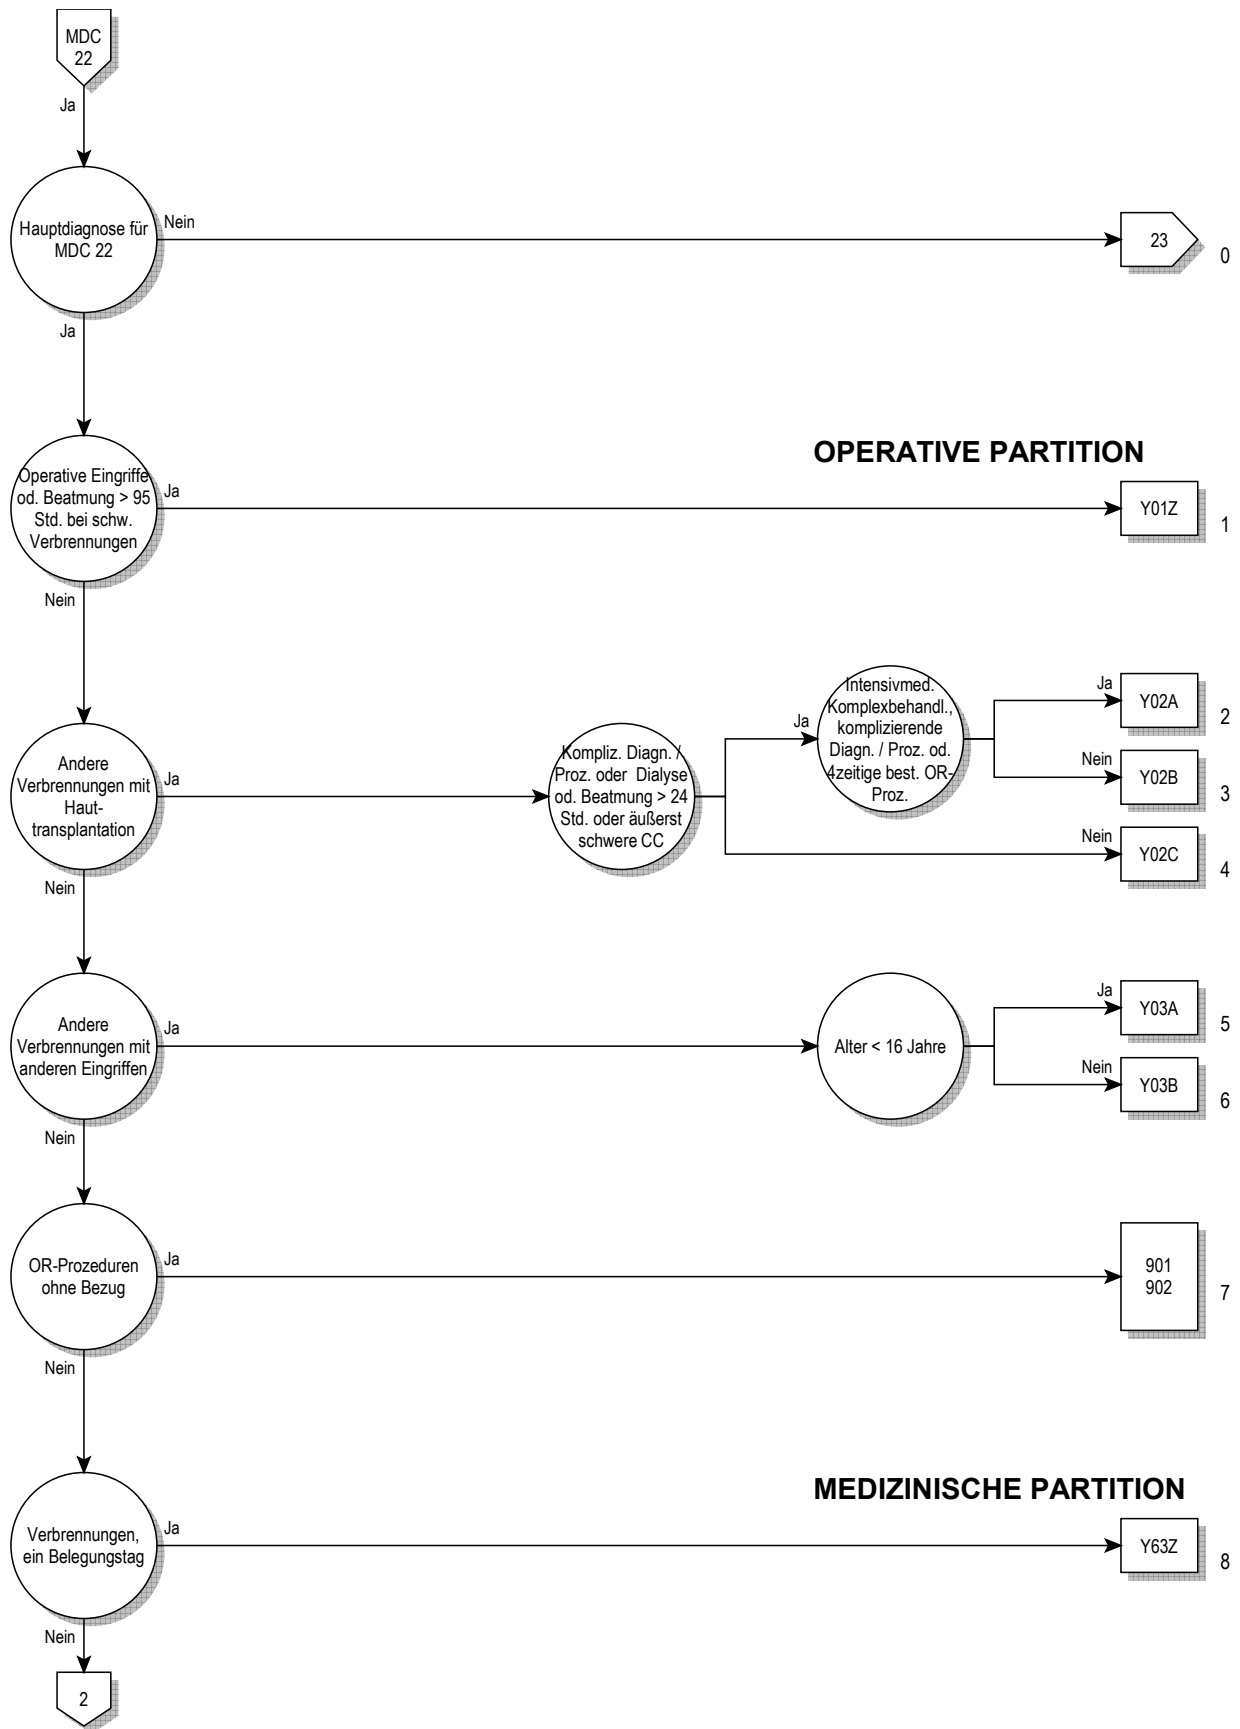 MDC
22
Ja
Hauptdiagnose für
MDC 22
Nein
23
0
Ja
OPERATIVE PARTITION
Operative Eingriffe
od. Beatmung > 95
Std. bei schw.
Verbrennungen
Ja
Y01Z
1
Nein
Andere
Verbrennungen mit
Haut-
transplantation
Ja
Kompliz. Diagn. /
Proz. oder Dialyse
od. Beatmung > 24
Std. oder äußerst
schwere CC
Ja
Intensivmed.
Komplexbehandl.,
komplizierende
Diagn. / Proz. od.
4zeitige best. OR-
Proz.
Ja
Y02A
2
Nein
Y02B
3
Nein
Y02C
4
Nein
Andere
Verbrennungen mit
anderen Eingriffen
Ja
Alter < 16 Jahre
Ja
Y03A
5
Nein
Y03B
6
Nein
OR-Prozeduren
ohne Bezug
Ja
901
902
7
Nein
MEDIZINISCHE PARTITION
Verbrennungen,
ein Belegungstag
Ja
Y63Z
8
Nein
2